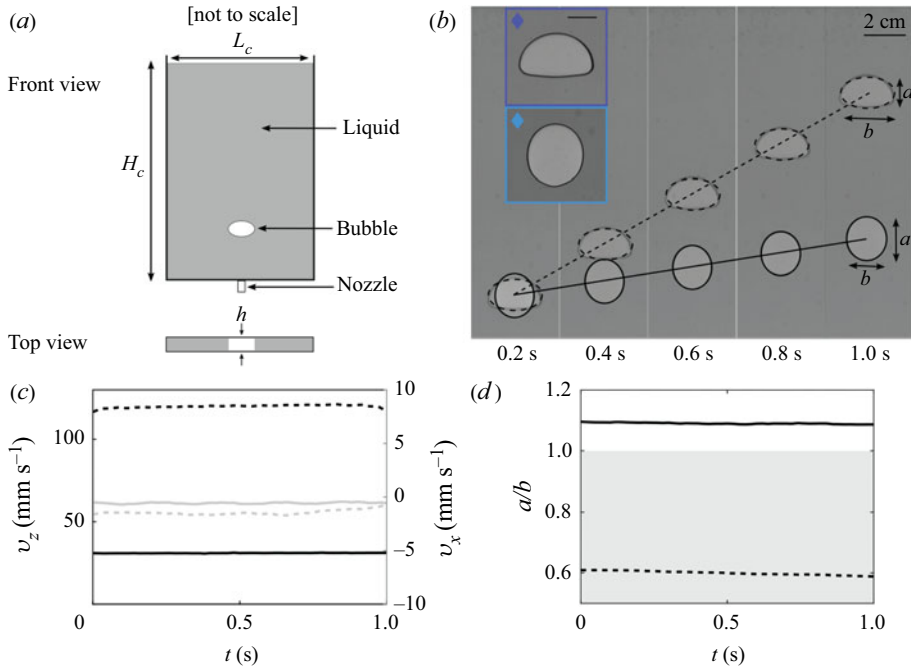 (a)
[not to scale]
L_c
Front view
H_c
Liquid
Bubble
Nozzle
h
Top view
(b)
2 cm
a
b
a
b
0.2 s 0.4 s 0.6 s 0.8 s 1.0 s
(c)
υ_z (mm s⁻¹)
100
50
0
10
5
0
−5
−10
υ_x (mm s⁻¹)
0 0.5 1.0
t (s)
(d)
a/b
1.2
1.0
0.8
0.6
0 0.5 1.0
t (s)